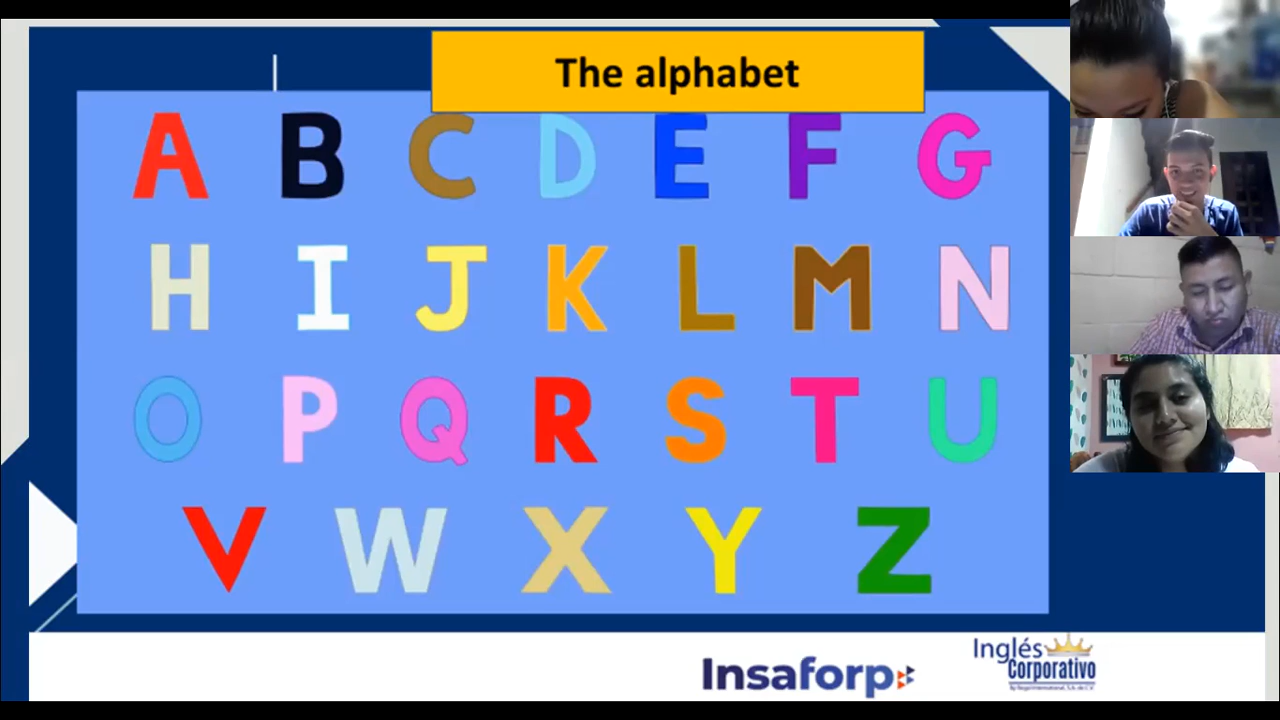 The alphabet
A B C D E F G
H I J K L M N
O P Q R S T U
V W X Y Z
Insaforp
Inglés
Corporativo